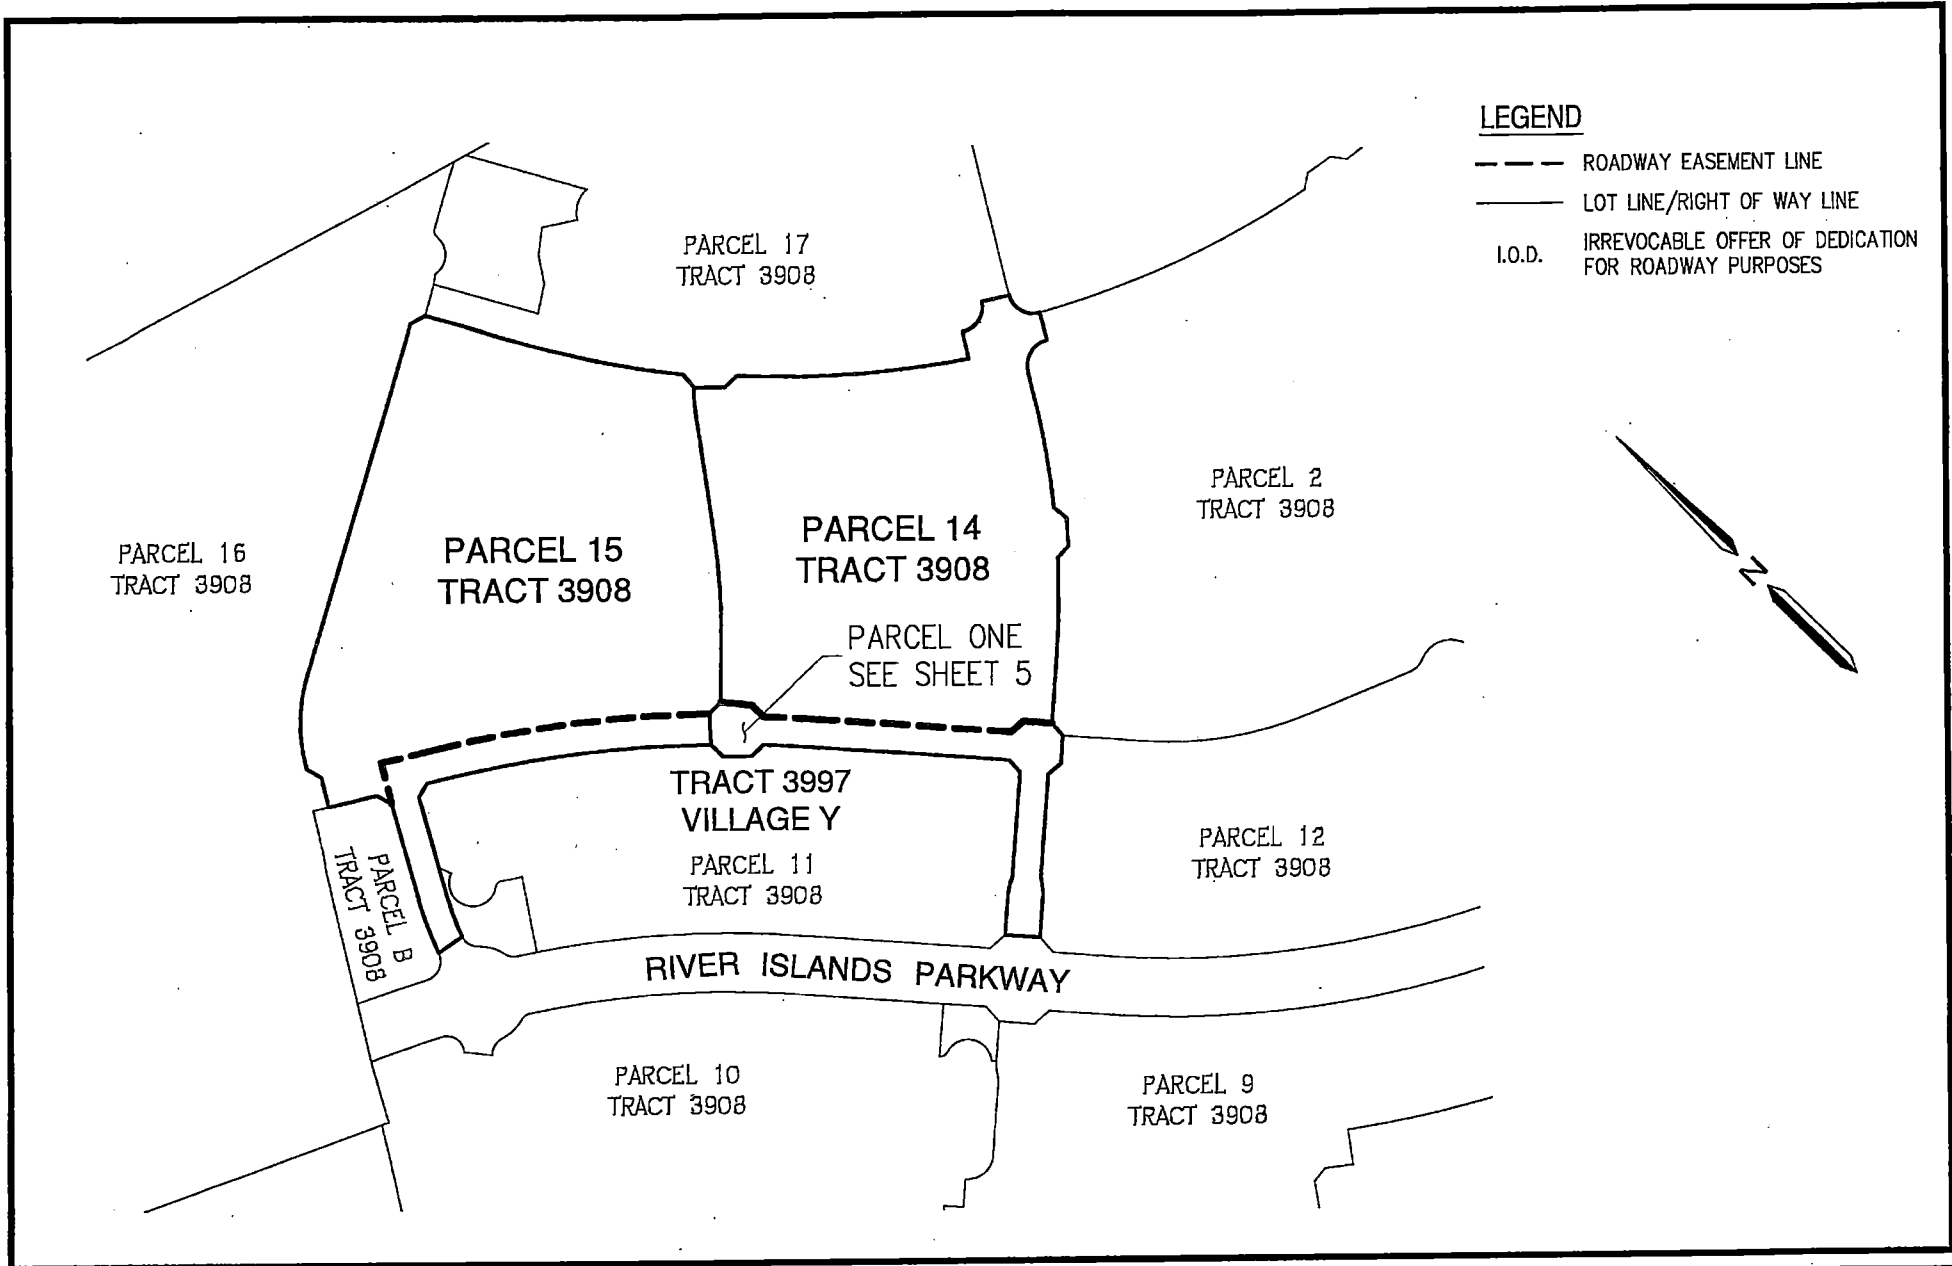 LEGEND
ROADWAY EASEMENT LINE
LOT LINE/RIGHT OF WAY LINE
I.O.D.
IRREVOCABLE OFFER OF DEDICATION
FOR ROADWAY PURPOSES
PARCEL 17
TRACT 3908
PARCEL 2
TRACT 3908
PARCEL 16
TRACT 3908
PARCEL 15
TRACT 3908
PARCEL 14
TRACT 3908
N
PARCEL ONE
SEE SHEET 5
TRACT 3997
VILLAGE Y
PARCEL 11
TRACT 3908
PARCEL 12
TRACT 3908
PARCEL B
TRACT 3908
RIVER ISLANDS PARKWAY
PARCEL 10
TRACT 3908
PARCEL 9
TRACT 3908